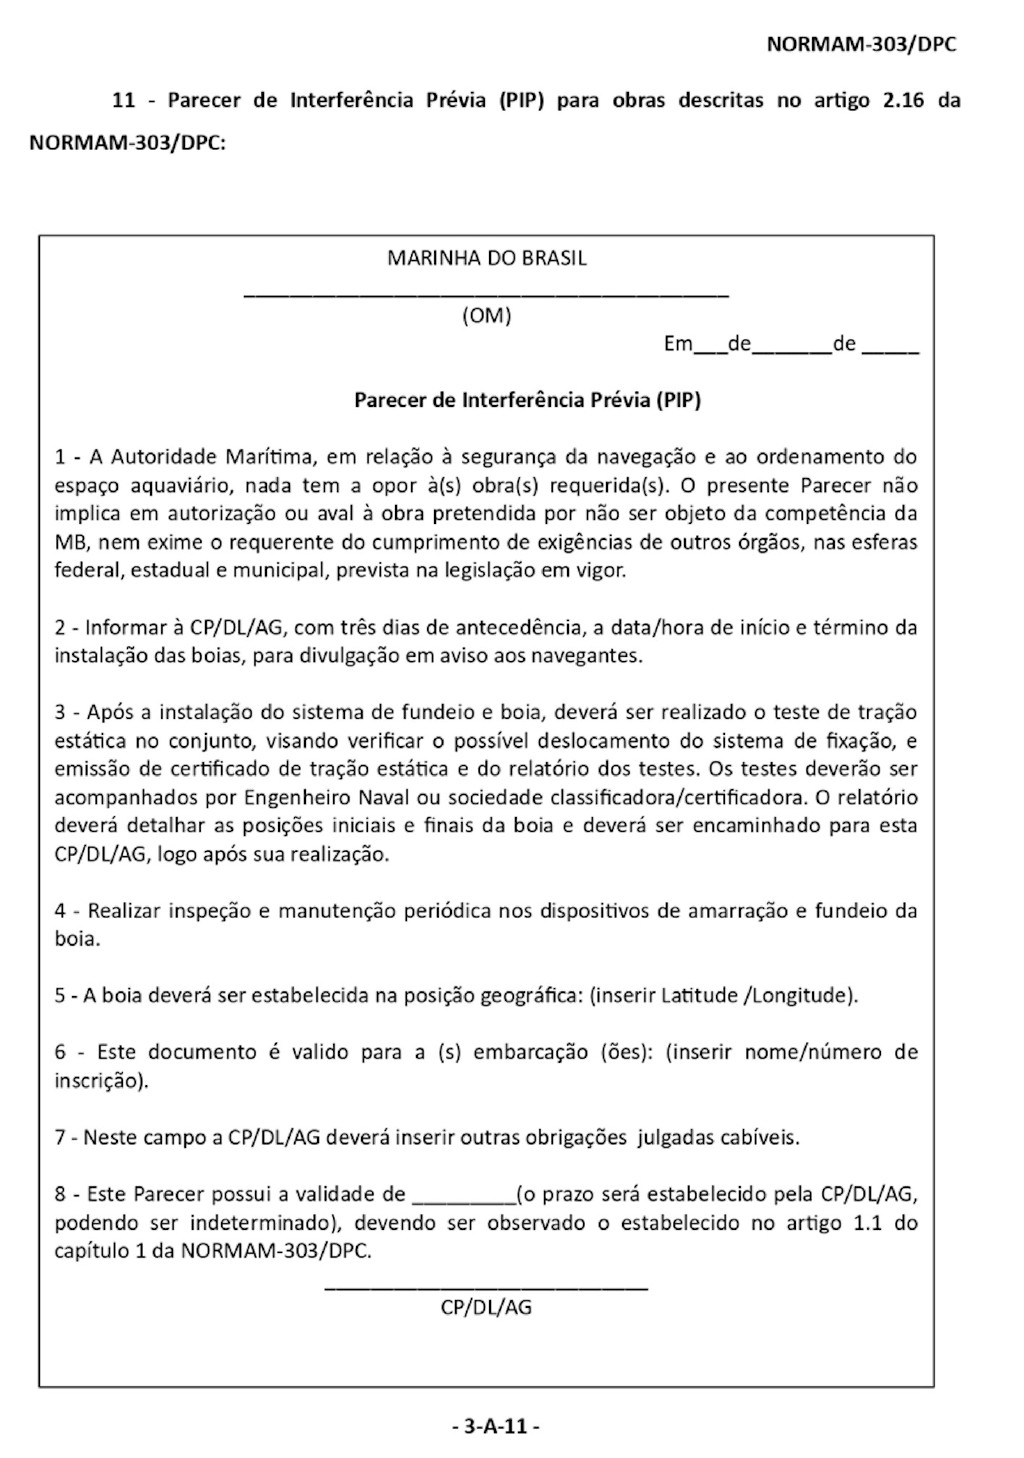 NORMAM-303/DPC
11 - Parecer de Interferência Prévia (PIP) para obras descritas no artigo 2.16 da
NORMAM-303/DPC:
MARINHA DO BRASIL
(OM)
Em___de_______de _____
Parecer de Interferência Prévia (PIP)
1 - A Autoridade Marítima, em relação à segurança da navegação e ao ordenamento do
espaço aquaviário, nada tem a opor à(s) obra(s) requerida(s). O presente Parecer não
implica em autorização ou aval à obra pretendida por não ser objeto da competência da
MB, nem exime o requerente do cumprimento de exigências de outros órgãos, nas esferas
federal, estadual e municipal, prevista na legislação em vigor.
2 - Informar à CP/DL/AG, com três dias de antecedência, a data/hora de início e término da
instalação das boias, para divulgação em aviso aos navegantes.
3 - Após a instalação do sistema de fundeio e boia, deverá ser realizado o teste de tração
estática no conjunto, visando verificar o possível deslocamento do sistema de fixação, e
emissão de certificado de tração estática e do relatório dos testes. Os testes deverão ser
acompanhados por Engenheiro Naval ou sociedade classificadora/certificadora. O relatório
deverá detalhar as posições iniciais e finais da boia e deverá ser encaminhado para esta
CP/DL/AG, logo após sua realização.
4 - Realizar inspeção e manutenção periódica nos dispositivos de amarração e fundeio da
boia.
5 - A boia deverá ser estabelecida na posição geográfica: (inserir Latitude /Longitude).
6 - Este documento é valido para a (s) embarcação (ões): (inserir nome/número de
inscrição).
7 - Neste campo a CP/DL/AG deverá inserir outras obrigações julgadas cabíveis.
8 - Este Parecer possui a validade de _________(o prazo será estabelecido pela CP/DL/AG,
podendo ser indeterminado), devendo ser observado o estabelecido no artigo 1.1 do
capítulo 1 da NORMAM-303/DPC.
CP/DL/AG
- 3-A-11 -